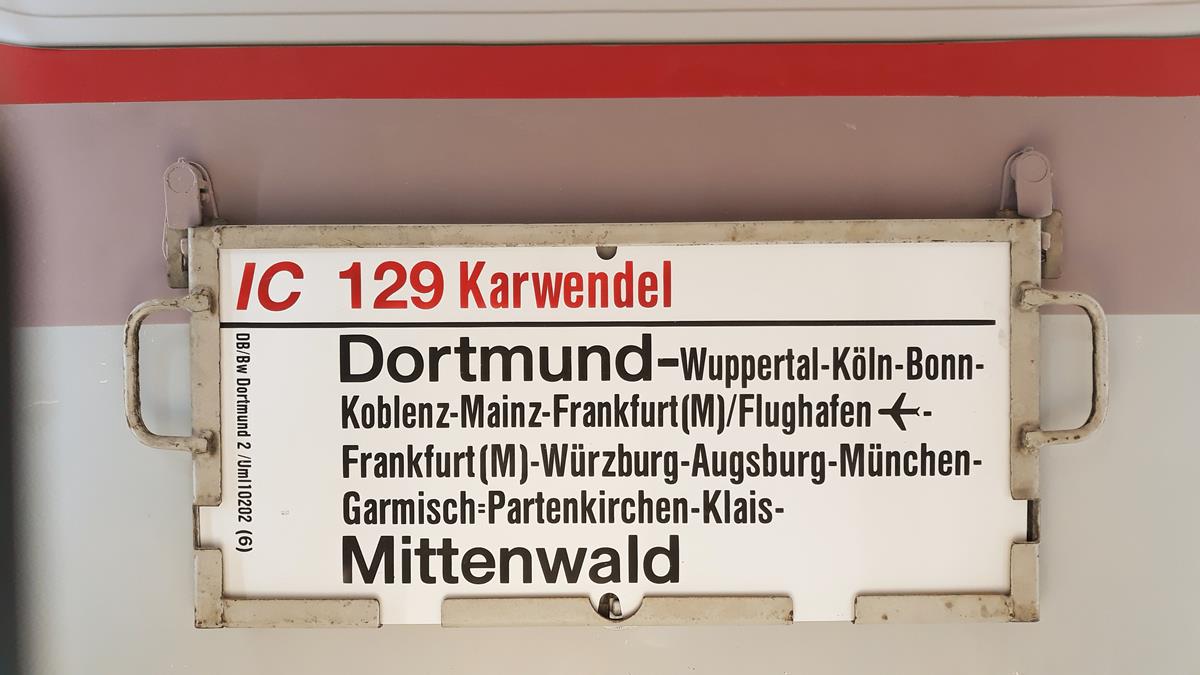 IC 129 Karwendel
Dortmund-Wuppertal-Köln-Bonn-
Koblenz-Mainz-Frankfurt(M)/Flughafen ✈-
Frankfurt(M)-Würzburg-Augsburg-München-
Garmisch=Partenkirchen-Klais-
Mittenwald
DB/Bw Dortmund 2 /Uml10202 (6)